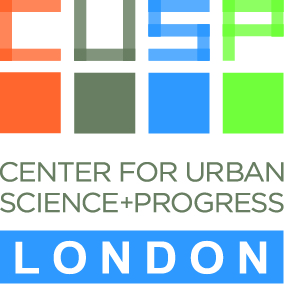 CUSP
CENTER FOR URBAN
SCIENCE+PROGRESS
LONDON